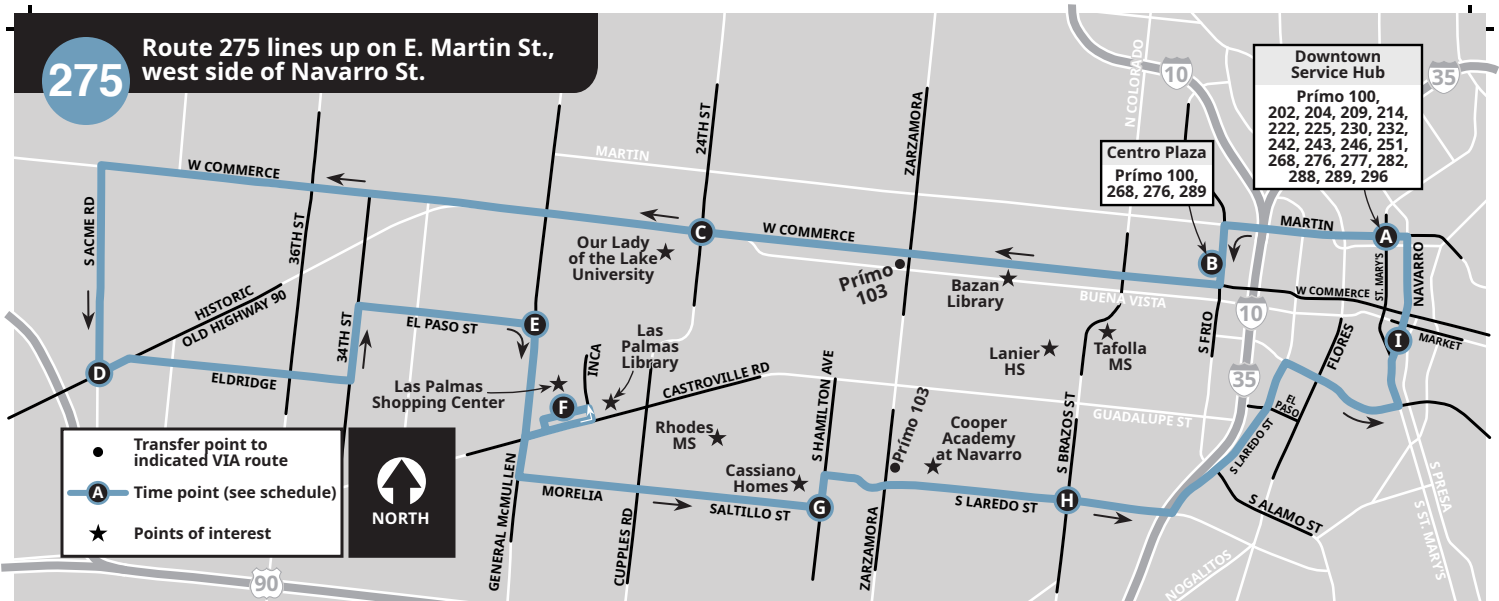 275
Route 275 lines up on E. Martin St.,
west side of Navarro St.
10
35
Downtown
Service Hub
Prímo 100,
202, 204, 209, 214,
222, 225, 230, 232,
242, 243, 246, 251,
268, 276, 277, 282,
288, 289, 296
N COLORADO
Centro Plaza
Prímo 100,
268, 276, 289
MARTIN
24TH ST
ZARZAMORA
W COMMERCE
S ACME RD
36TH ST
C
W COMMERCE
Our Lady
of the Lake
University
MARTIN
A
B
NAVARRO
ST. MARY'S
Prímo
103
Bazan
Library
BUENA VISTA
W COMMERCE
HISTORIC
OLD HIGHWAY 90
34TH ST
EL PASO ST
E
Las
Palmas
Library
INCA
S FRIO
10
FLORES
I
MARKET
Lanier
HS
Tafolla
MS
D
ELDRIDGE
Las Palmas
Shopping Center
F
CASTROVILLE RD
S HAMILTON AVE
35
EL
PASO
Prímo 103
Cooper
Academy
at Navarro
GUADALUPE ST
S BRAZOS ST
Rhodes
MS
Cassiano
Homes
S LAREDO ST
Transfer point to
indicated VIA route
A
Time point (see schedule)
Points of interest
NORTH
GENERAL McMULLEN
MORELIA
SALTILLO ST
G
S LAREDO ST
H
S ALAMO ST
S PRESA
S ST. MARY'S
CUPPLES RD
ZARZAMORA
NOGALITOS
90